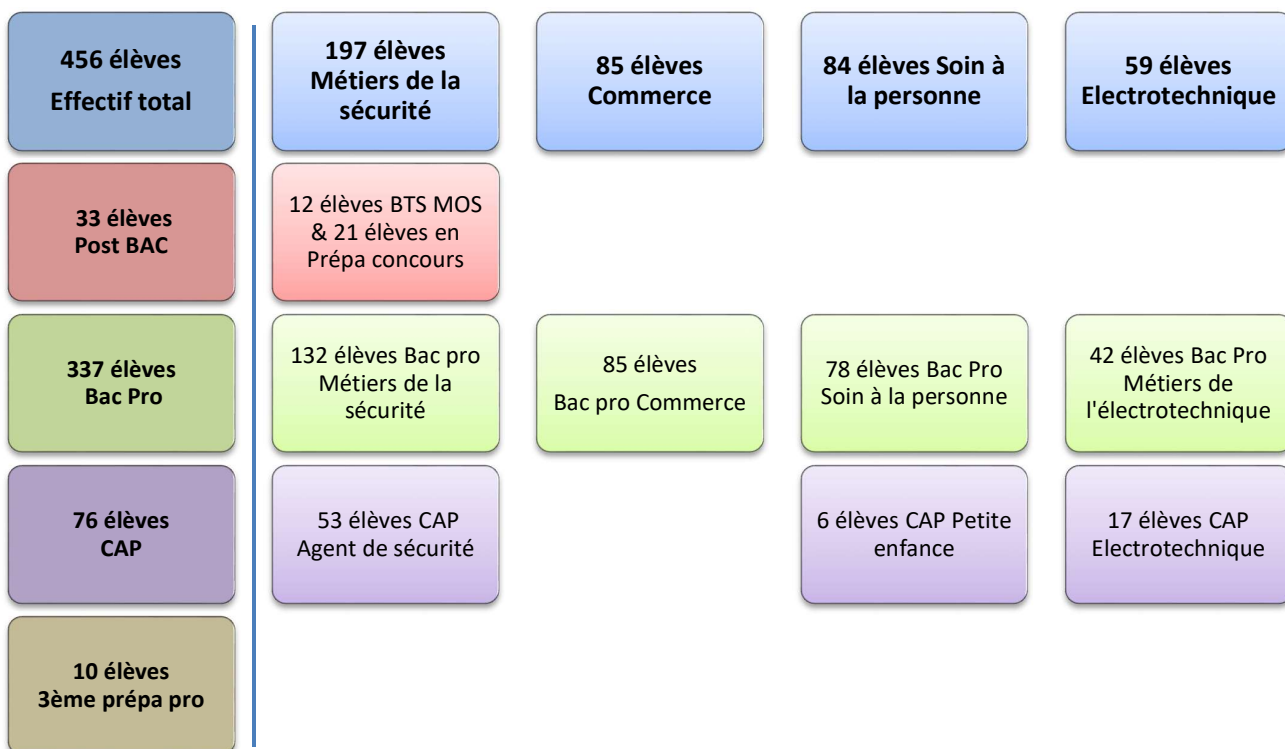 456 élèves
Effectif total
197 élèves
Métiers de la
sécurité
85 élèves
Commerce
84 élèves Soin à
la personne
59 élèves
Electrotechnique
33 élèves
Post BAC
12 élèves BTS MOS
& 21 élèves en
Prépa concours
337 élèves
Bac Pro
132 élèves Bac pro
Métiers de la
sécurité
85 élèves
Bac pro Commerce
78 élèves Bac Pro
Soin à la personne
42 élèves Bac Pro
Métiers de
l'électrotechnique
76 élèves
CAP
53 élèves CAP
Agent de sécurité
6 élèves CAP Petite
enfance
17 élèves CAP
Electrotechnique
10 élèves
3ème prépa pro